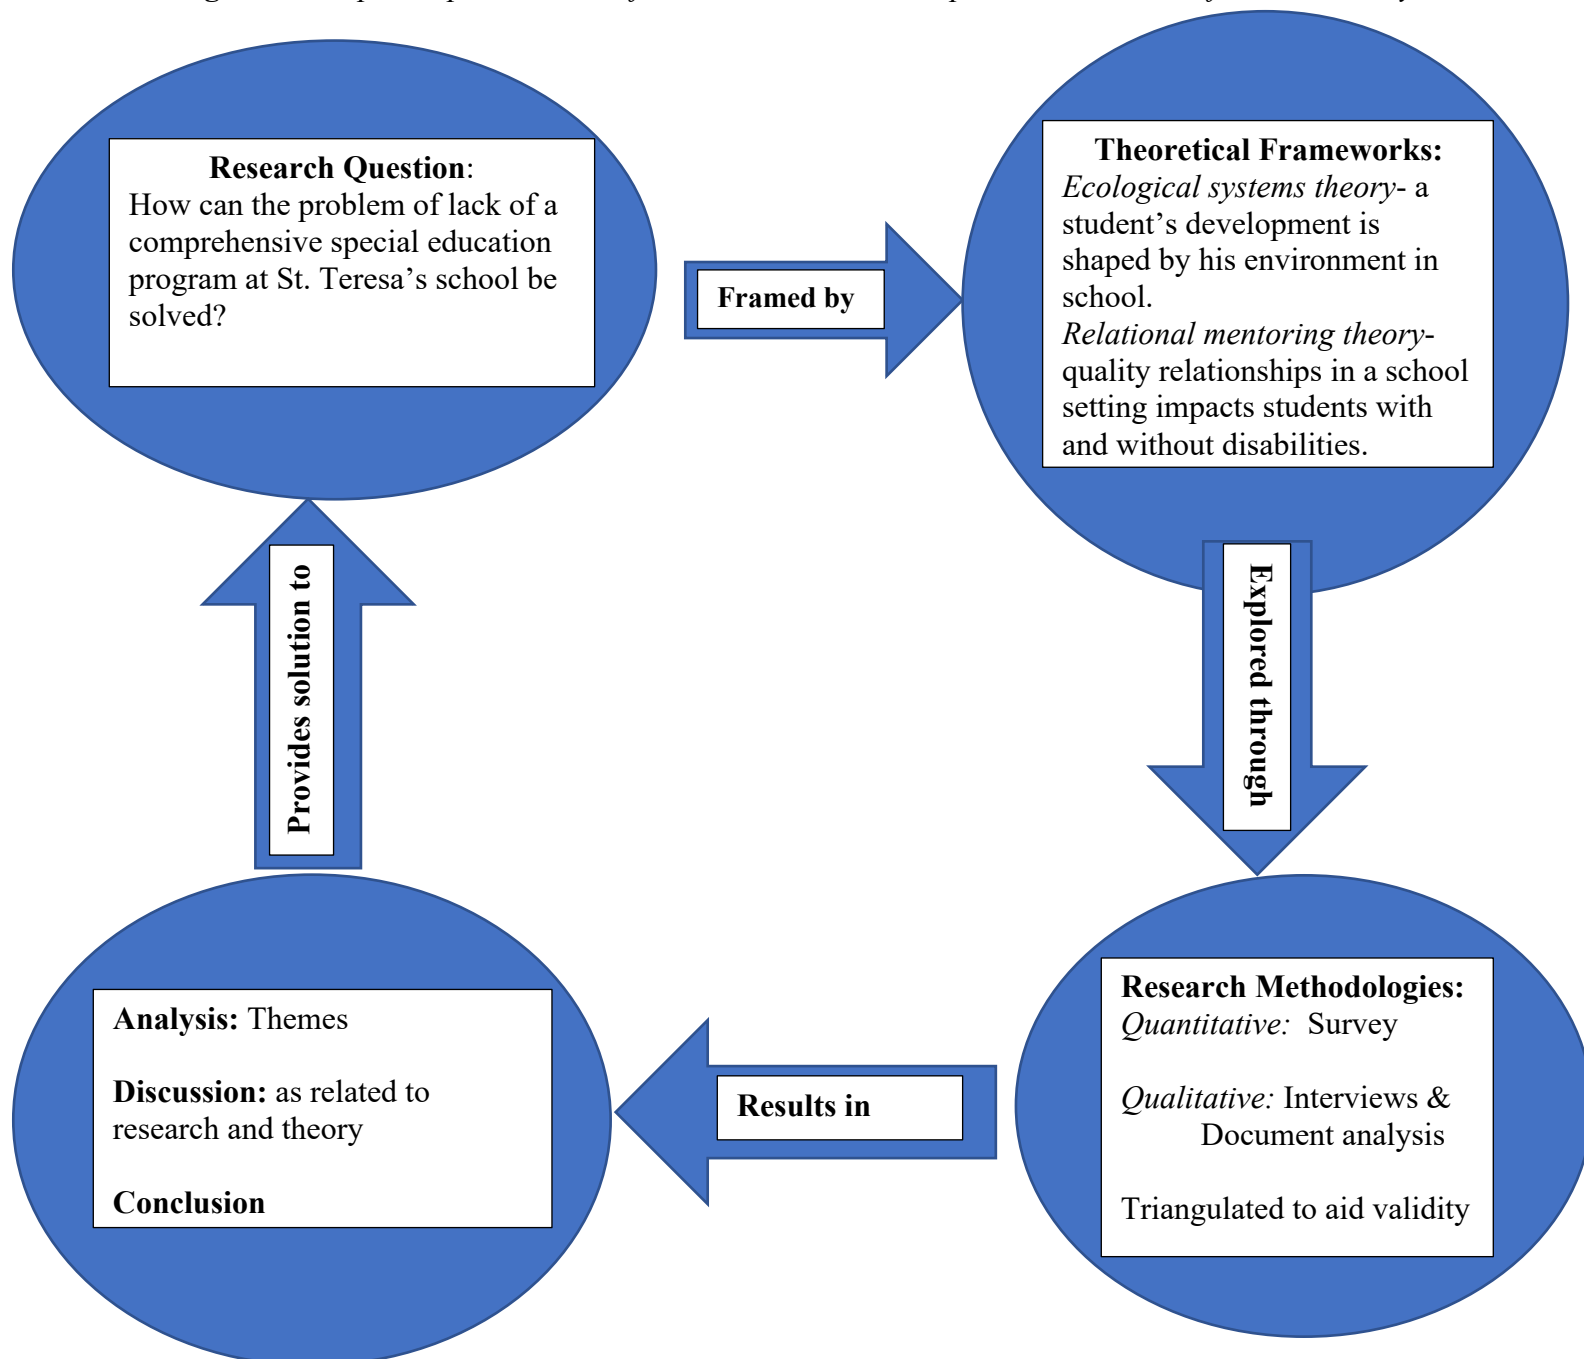 Research Question:
How can the problem of lack of a
comprehensive special education
program at St. Teresa’s school be
solved?
Framed by
Theoretical Frameworks:
Ecological systems theory- a
student’s development is
shaped by his environment in
school.
Relational mentoring theory-
quality relationships in a school
setting impacts students with
and without disabilities.
Explored through
Research Methodologies:
Quantitative:  Survey
Qualitative: Interviews &
Document analysis
Triangulated to aid validity
Results in
Analysis: Themes
Discussion: as related to
research and theory
Conclusion
Provides solution to